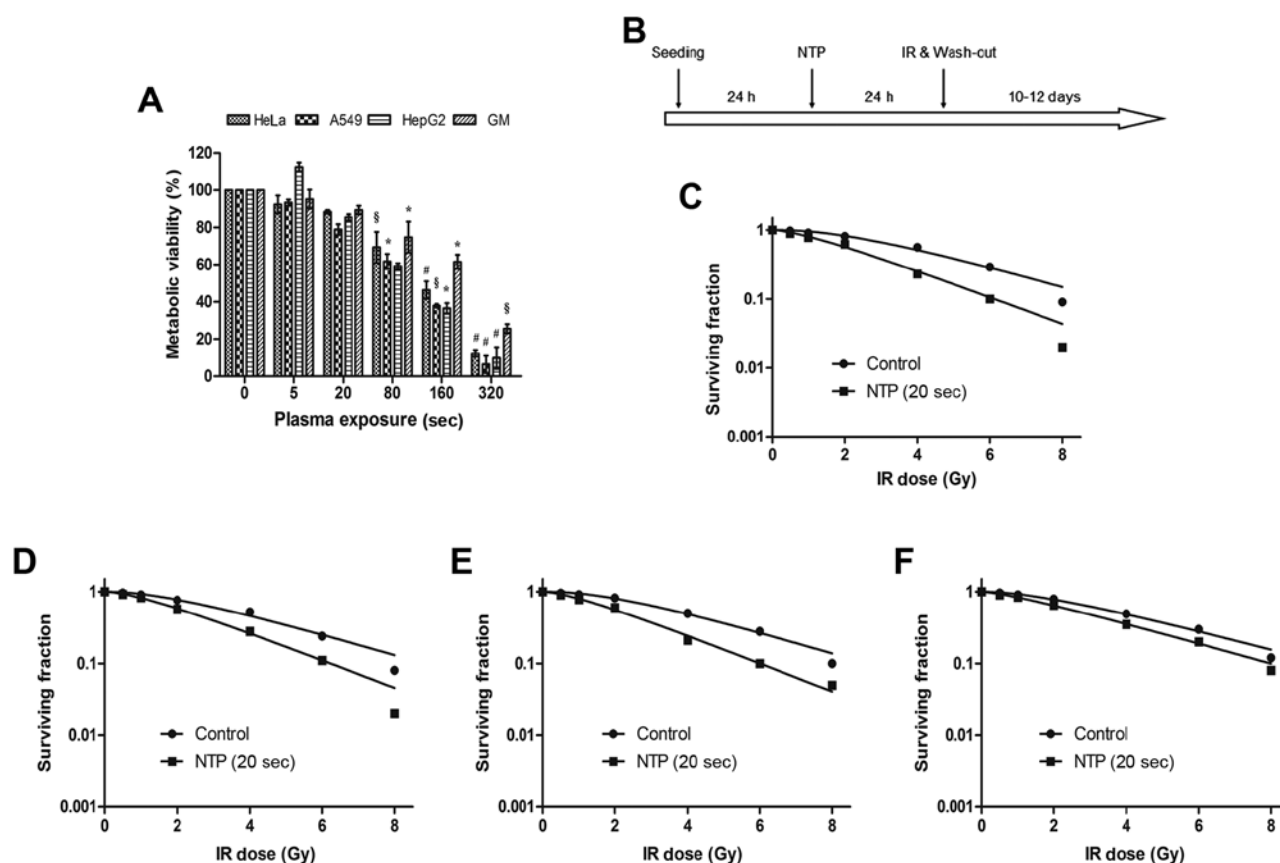 A
HeLa A549 HepG2 GM
Metabolic viability (%)
120
100
80
60
40
20
0
§ * *
# § * *
# # # §
0 5 20 80 160 320
Plasma exposure (sec)
B
Seeding NTP IR & Wash-cut
24 h 24 h 10-12 days
C
Surviving fraction
1
0.1
0.01
0.001
Control
NTP (20 sec)
0 2 4 6 8
IR dose (Gy)
D
Surviving fraction
1
0.1
0.01
0.001
Control
NTP (20 sec)
0 2 4 6 8
IR dose (Gy)
E
Surviving fraction
1
0.1
0.01
0.001
Control
NTP (20 sec)
0 2 4 6 8
IR dose (Gy)
F
Surviving fraction
1
0.1
0.01
0.001
Control
NTP (20 sec)
0 2 4 6 8
IR dose (Gy)